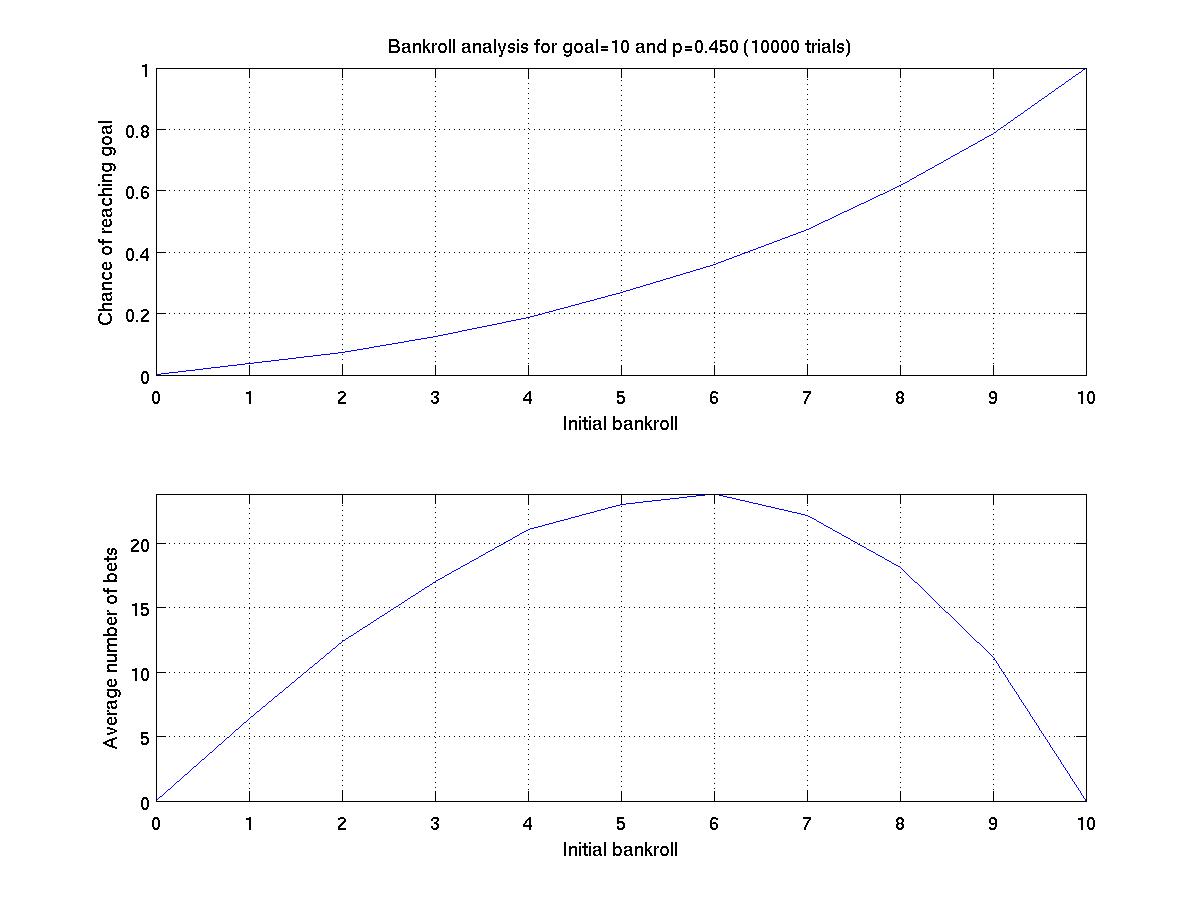 Bankroll analysis for goal=10 and p=0.450 (10000 trials)
1
0.8
0.6
0.4
0.2
0
Chance of reaching goal
0 1 2 3 4 5 6 7 8 9 10
Initial bankroll
20
15
10
5
0
Average number of bets
0 1 2 3 4 5 6 7 8 9 10
Initial bankroll